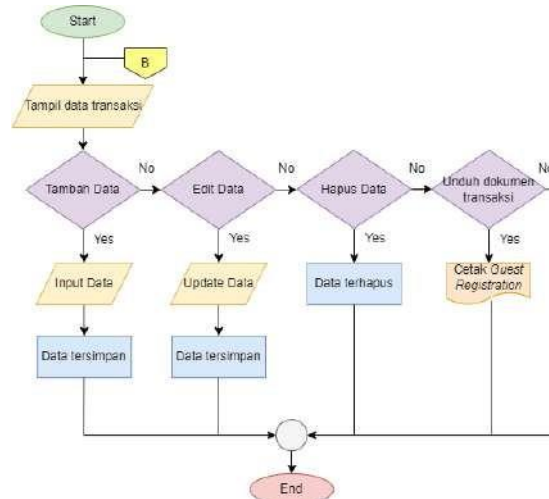 Start
B
Tampil data transaksi
Tambah Data
No
Edit Data
No
Hapus Data
No
Unduh dokumen
transaksi
No
Yes
Yes
Yes
Yes
Input Data
Update Data
Data terhapus
Cetak Guest
Registration
Data tersimpan
Data tersimpan
End